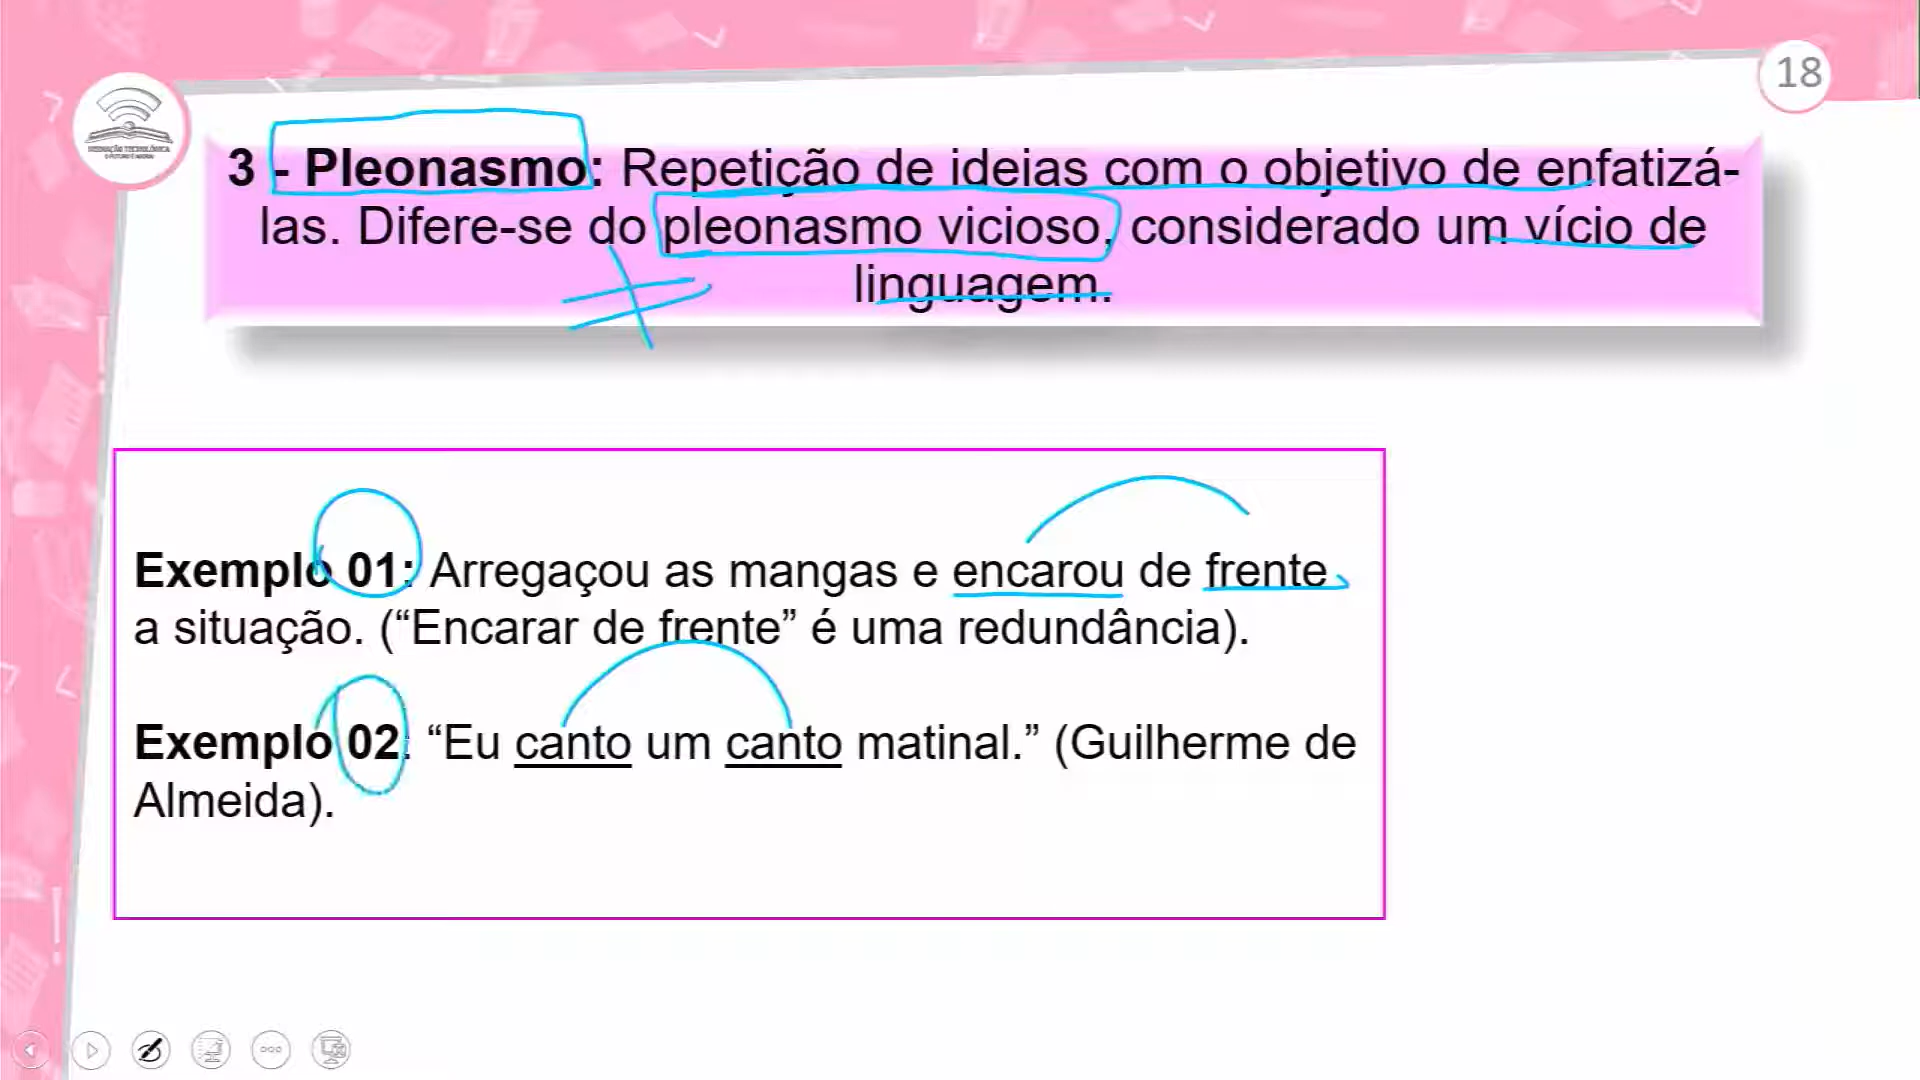 18
3 - Pleonasmo: Repetição de ideias com o objetivo de enfatizá-
las. Difere-se do pleonasmo vicioso, considerado um vício de
linguagem.
Exemplo 01: Arregaçou as mangas e encarou de frente
a situação. (“Encarar de frente” é uma redundância).
Exemplo 02: “Eu canto um canto matinal.” (Guilherme de
Almeida).